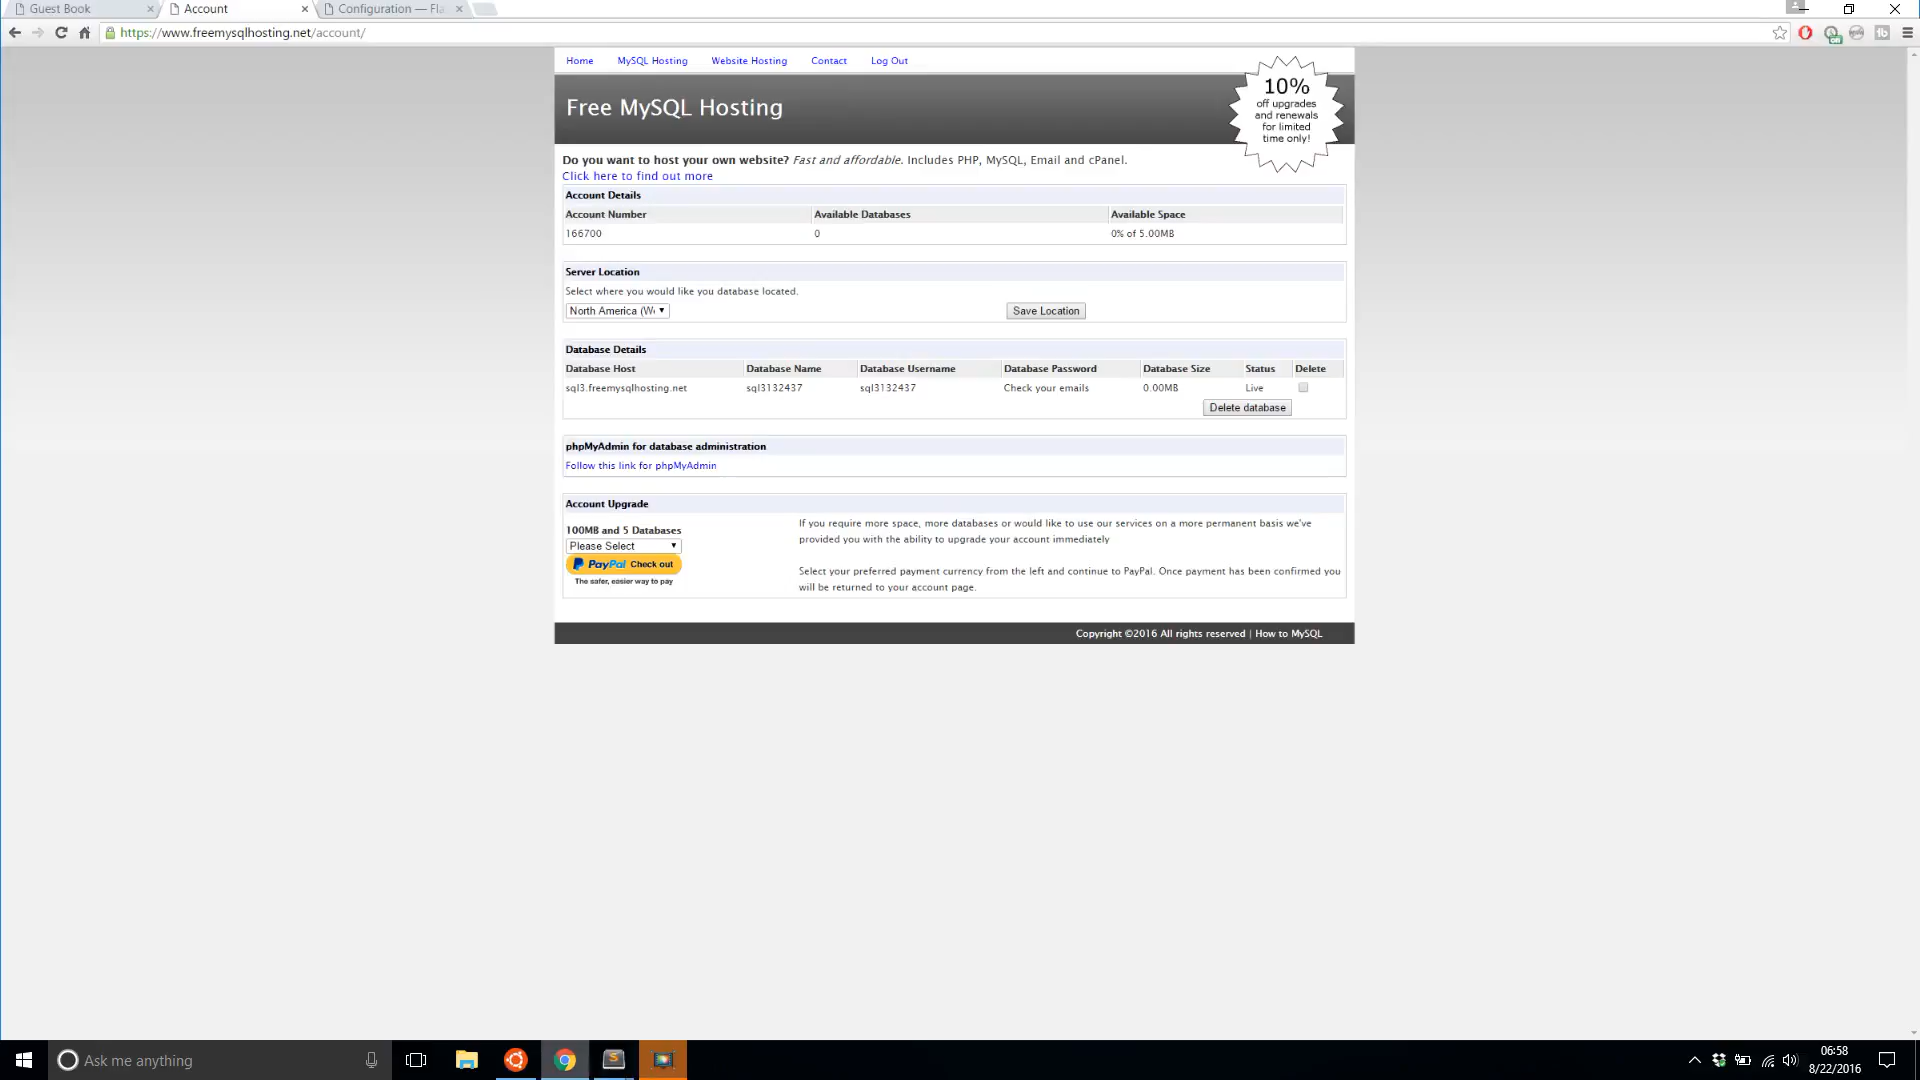 Guest Book
Account
Configuration — Fla
https://www.freemysqlhosting.net/account/
Home MySQL Hosting Website Hosting Contact Log Out
Free MySQL Hosting
10%
off upgrades
and renewals
for limited
time only!
Do you want to host your own website? Fast and affordable. Includes PHP, MySQL, Email and cPanel.
Click here to find out more
Account Details
Account Number Available Databases Available Space
166700 0 0% of 5.00MB
Server Location
Select where you would like you database located.
North America (We Save Location
Database Details
Database Host Database Name Database Username Database Password Database Size Status Delete
sql3.freemysqlhosting.net sql3132437 sql3132437 Check your emails 0.00MB Live
Delete database
phpMyAdmin for database administration
Follow this link for phpMyAdmin
Account Upgrade
100MB and 5 Databases
Please Select
PayPal Check out
The safer, easier way to pay
If you require more space, more databases or would like to use our services on a more permanent basis we've
provided you with the ability to upgrade your account immediately
Select your preferred payment currency from the left and continue to PayPal. Once payment has been confirmed you
will be returned to your account page.
Copyright ©2016 All rights reserved | How to MySQL
Ask me anything
06:58
8/22/2016